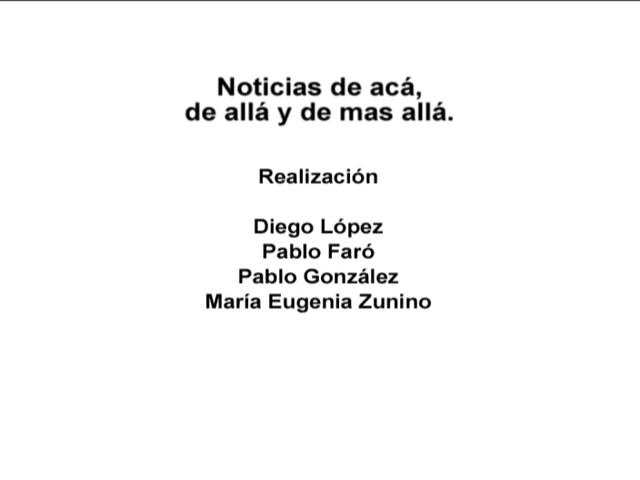 Noticias de acá,
de allá y de mas allá.
Realización
Diego López
Pablo Faró
Pablo González
María Eugenia Zunino